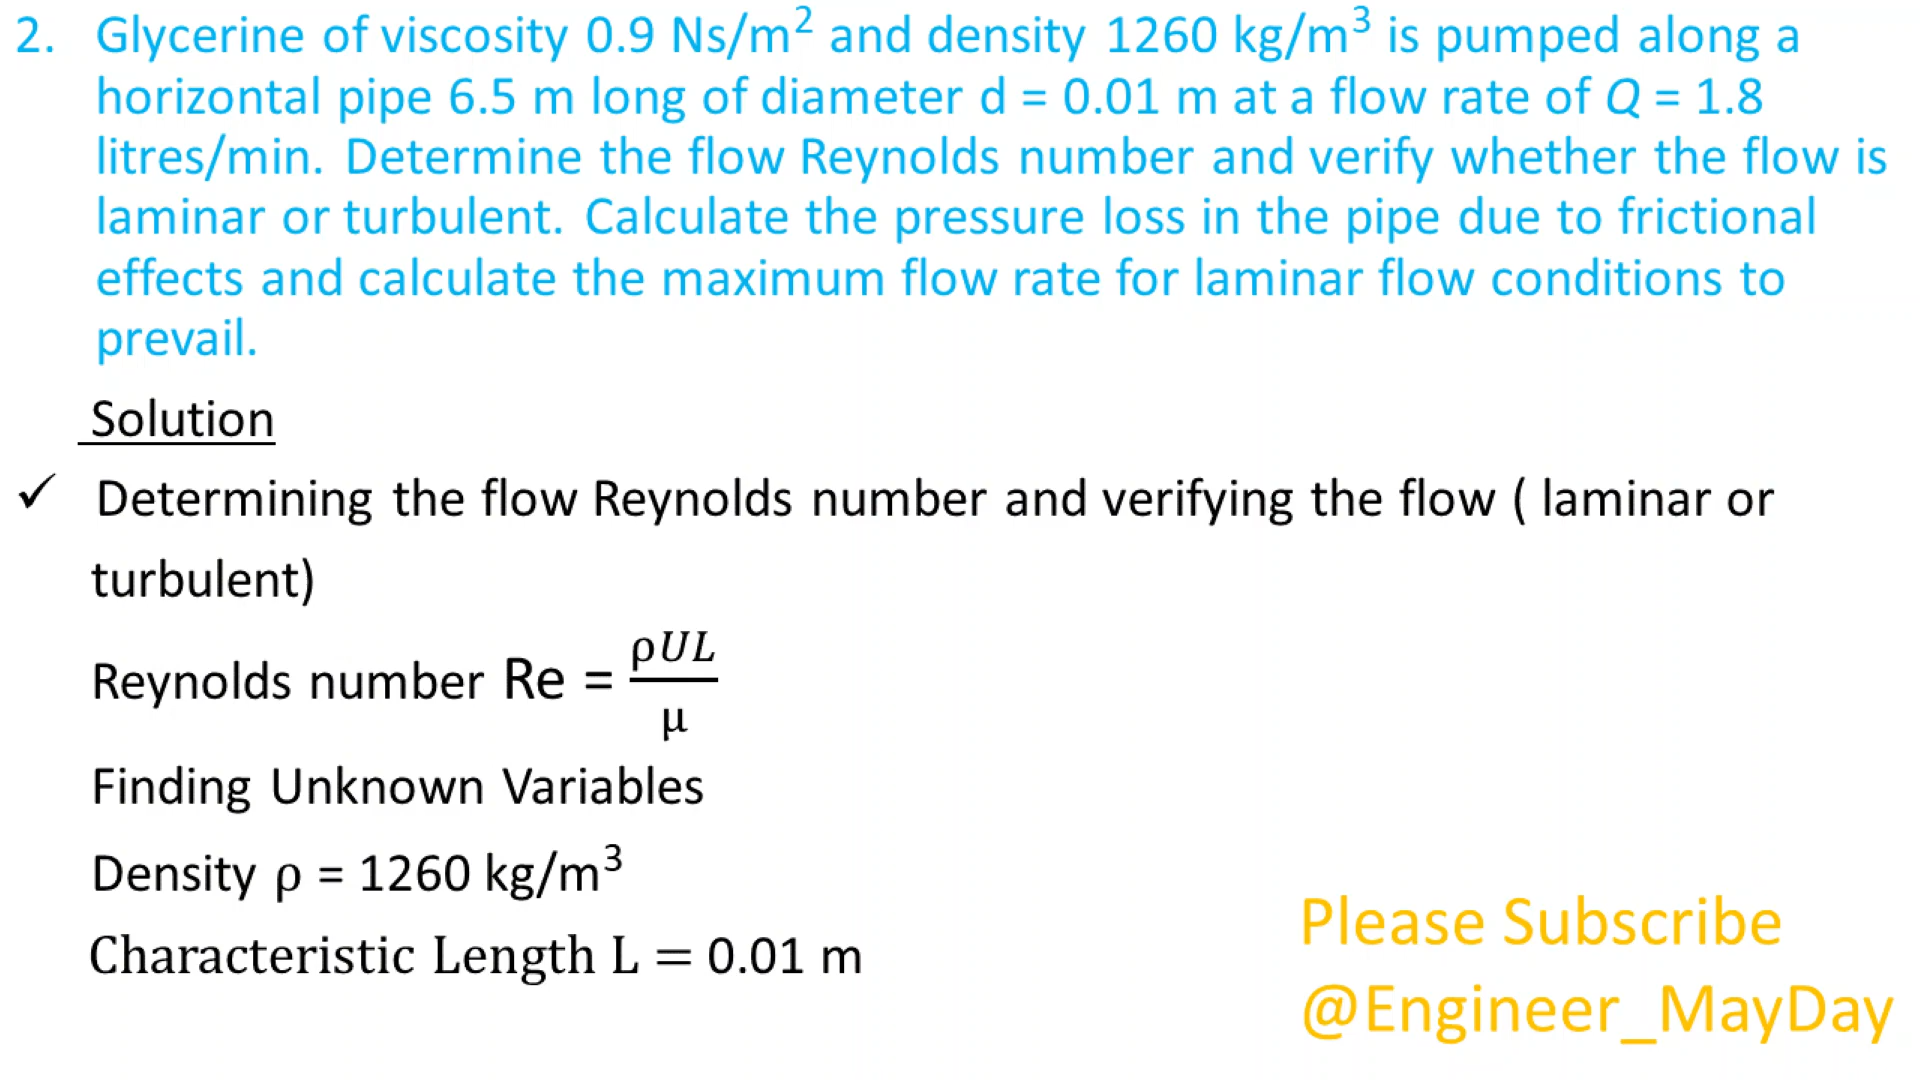 2. Glycerine of viscosity 0.9 Ns/m² and density 1260 kg/m³ is pumped along a
horizontal pipe 6.5 m long of diameter d = 0.01 m at a flow rate of Q = 1.8
litres/min. Determine the flow Reynolds number and verify whether the flow is
laminar or turbulent. Calculate the pressure loss in the pipe due to frictional
effects and calculate the maximum flow rate for laminar flow conditions to
prevail.
Solution
✓ Determining the flow Reynolds number and verifying the flow ( laminar or
turbulent)
Reynolds number Re = ρUL/μ
Finding Unknown Variables
Density ρ = 1260 kg/m³
Characteristic Length L = 0.01 m
Please Subscribe
@Engineer_MayDay